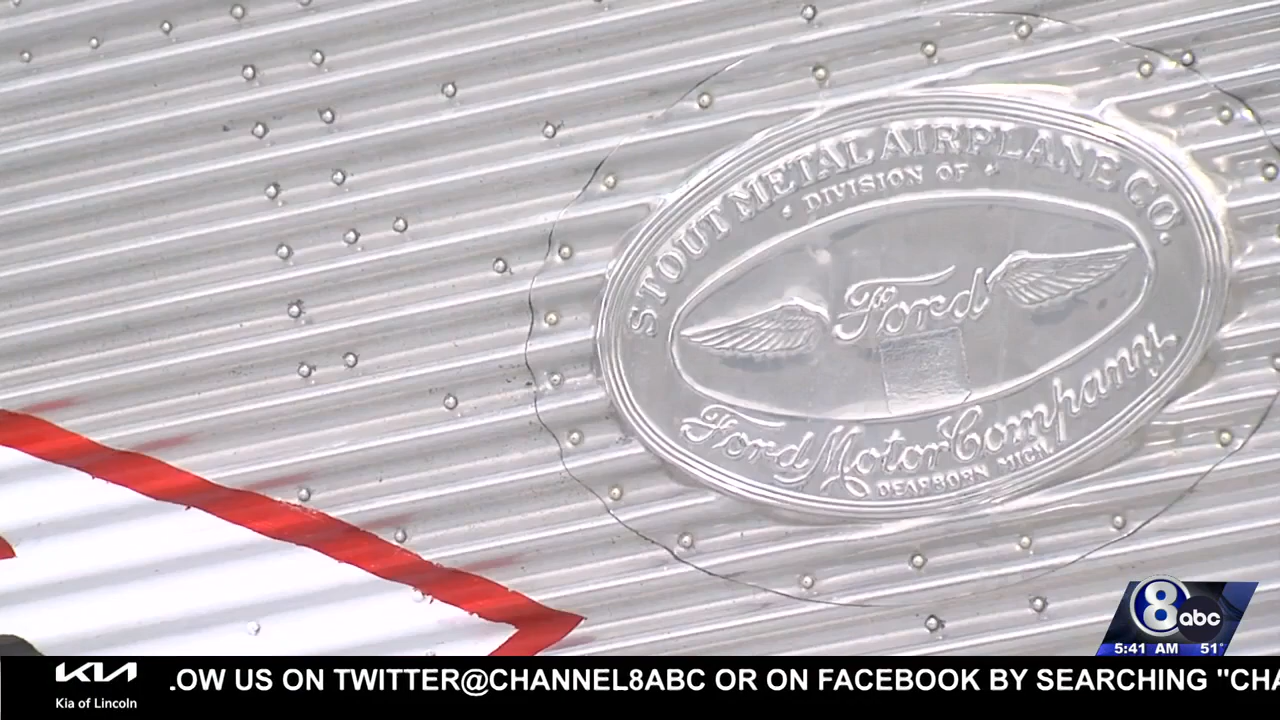 STOUT METAL AIRPLANE CO.
DIVISION OF
Ford
Ford Motor Company
DEARBORN MICH.
8 abc
5:41 AM 51°
KIA
Kia of Lincoln
.OW US ON TWITTER@CHANNEL8ABC OR ON FACEBOOK BY SEARCHING "CHA